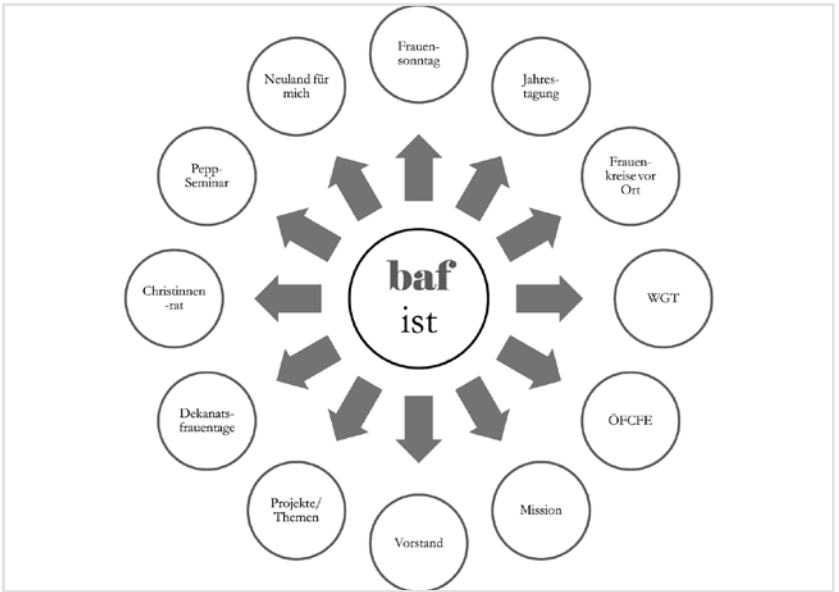 baf
ist
Frauen-
sonntag
Jahres-
tagung
Frauen-
kreise vor
Ort
WGT
ÖFCFE
Mission
Vorstand
Projekte/
Themen
Dekanats-
frauentage
Christinnen
-rat
Pepp-
Seminar
Neuland für
mich